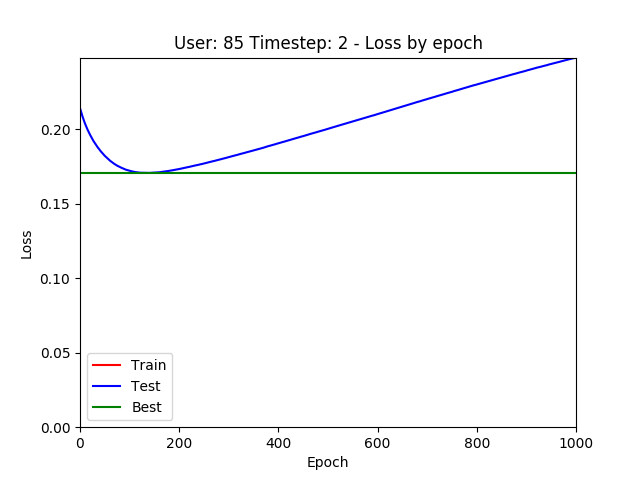 User: 85 Timestep: 2 - Loss by epoch
0.20
0.15
0.10
0.05
0.00
Loss
Train
Test
Best
0 200 400 600 800 1000
Epoch